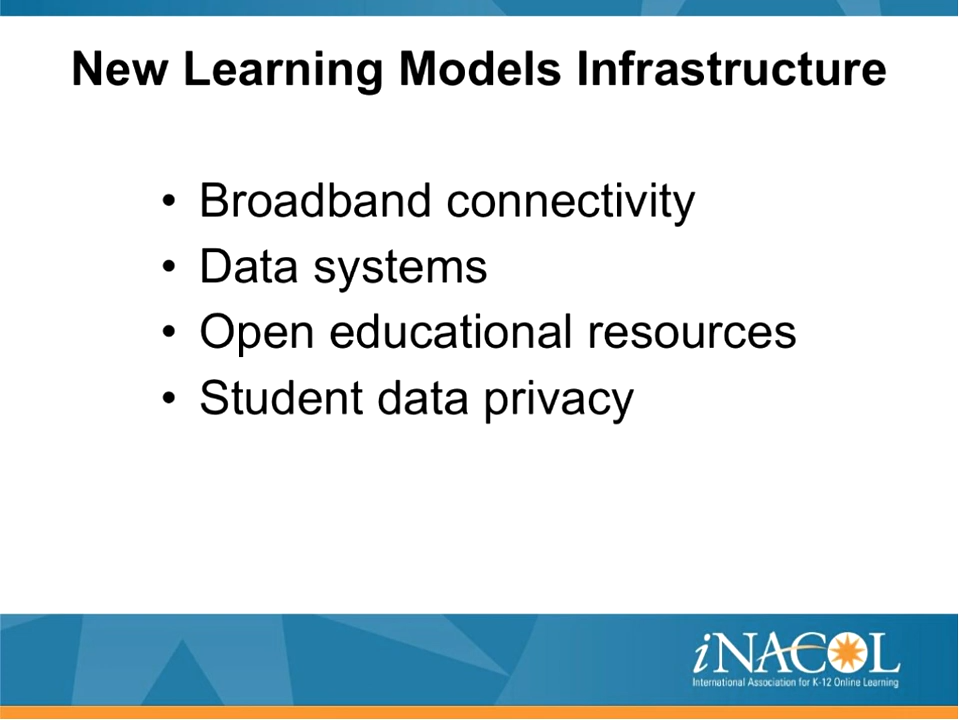 New Learning Models Infrastructure
• Broadband connectivity
• Data systems
• Open educational resources
• Student data privacy
iNACOL
International Association for K-12 Online Learning